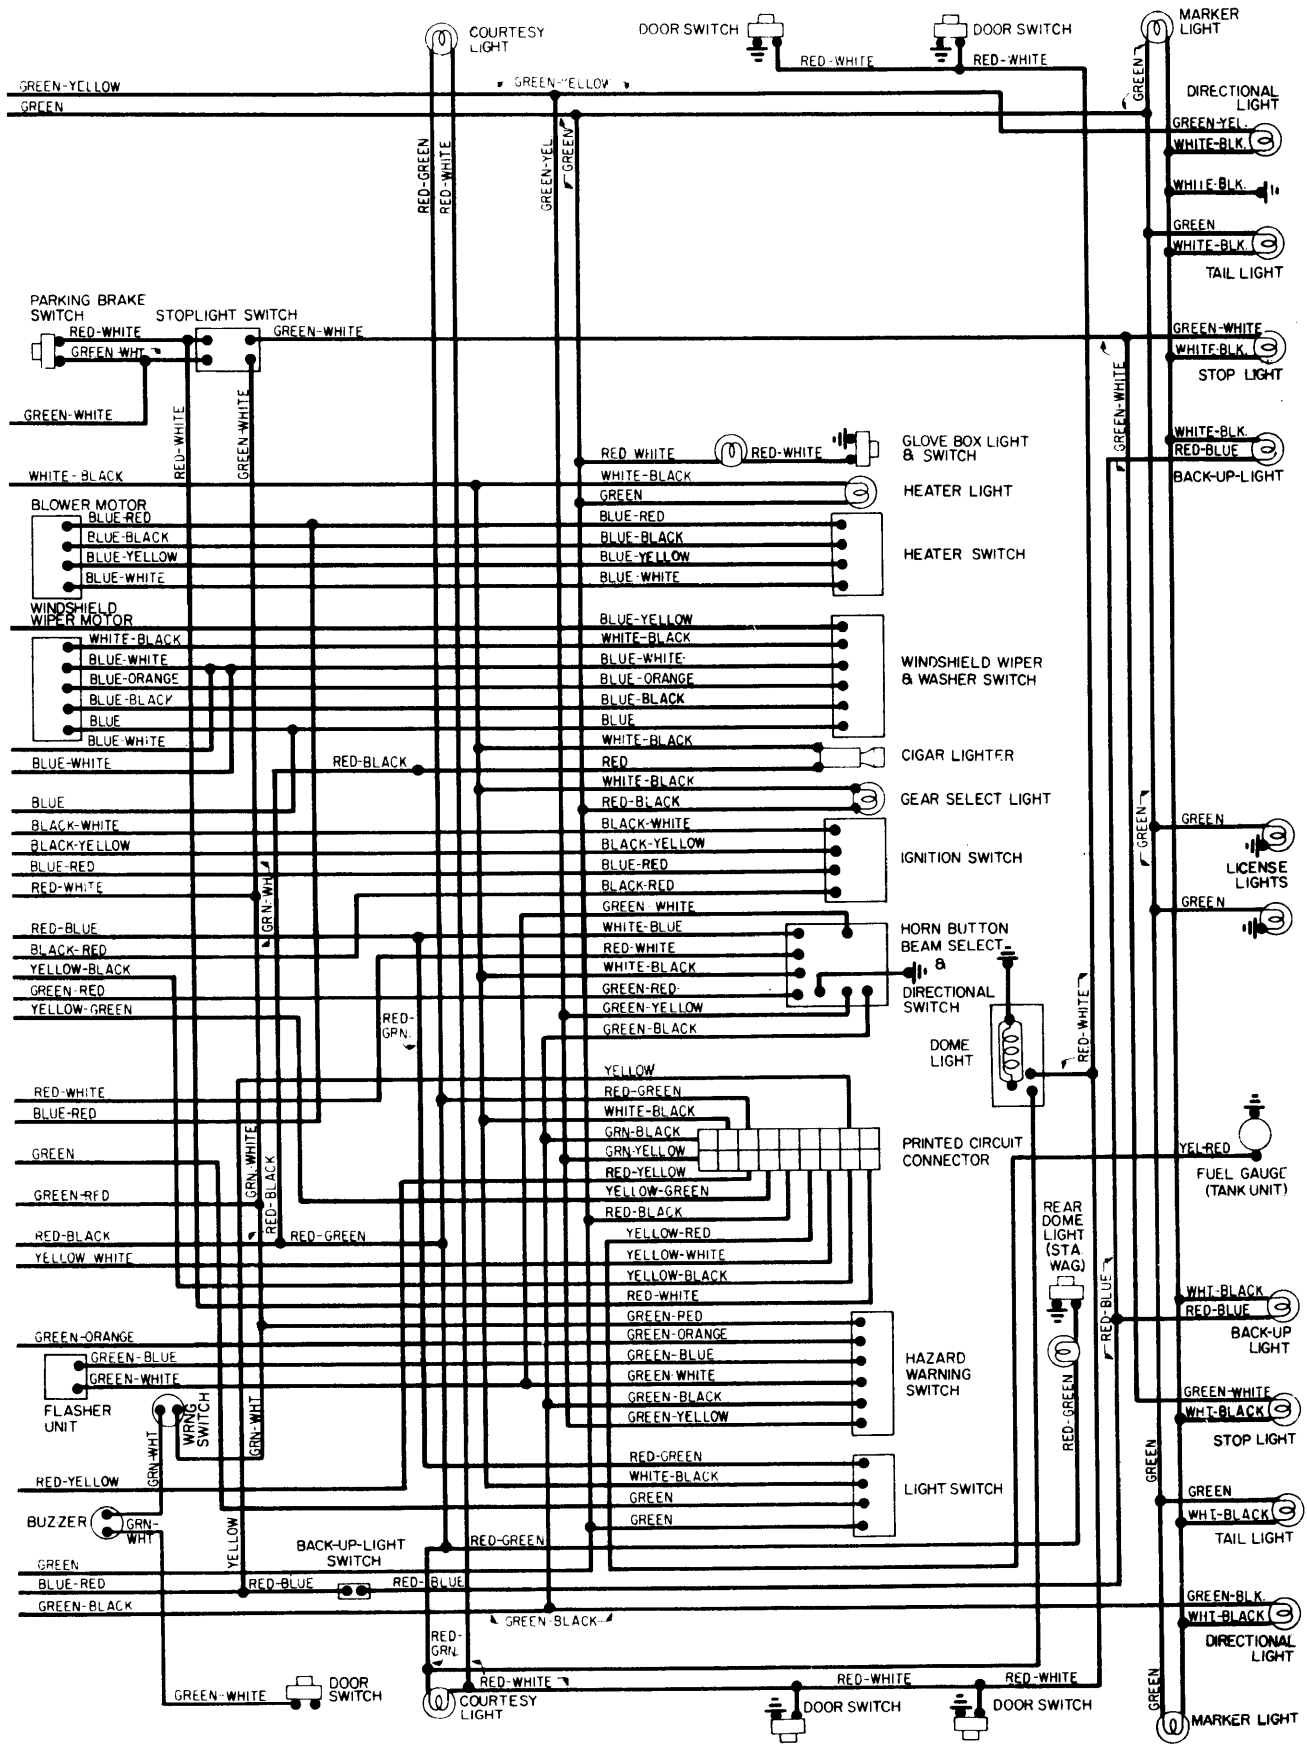 COURTESY
LIGHT
DOOR SWITCH
DOOR SWITCH
MARKER
LIGHT
RED-WHITE
RED-WHITE
GREEN-YELLOW
GREEN-YELLOW
GREEN
GREEN
DIRECTIONAL
LIGHT
GREEN-YEL.
WHITE-BLK.
RED-GREEN
RED-WHITE
GREEN-YEL
GREEN
WHITE-BLK.
GREEN
WHITE-BLK.
TAIL LIGHT
PARKING BRAKE
SWITCH
STOPLIGHT SWITCH
RED-WHITE
GREEN-WHITE
GREEN-WHT
GREEN-WHITE
WHITE-BLK.
STOP LIGHT
GREEN-WHITE
RED-WHITE
GREEN-WHITE
GREEN-WHITE
WHITE-BLK.
RED-BLUE
BACK-UP-LIGHT
RED WHITE
RED-WHITE
GLOVE BOX LIGHT
& SWITCH
WHITE-BLACK
WHITE-BLACK
GREEN
HEATER LIGHT
BLOWER MOTOR
BLUE-RED
BLUE-RED
BLUE-BLACK
BLUE-BLACK
BLUE-YELLOW
BLUE-YELLOW
BLUE-WHITE
BLUE-WHITE
HEATER SWITCH
WINDSHIELD
WIPER MOTOR
BLUE-YELLOW
WHITE-BLACK
WHITE-BLACK
BLUE-WHITE
BLUE-WHITE
BLUE-ORANGE
BLUE-ORANGE
BLUE-BLACK
BLUE-BLACK
BLUE
BLUE
WINDSHIELD WIPER
& WASHER SWITCH
BLUE-WHITE
WHITE-BLACK
BLUE-WHITE
RED-BLACK
RED
CIGAR LIGHTER
WHITE-BLACK
BLUE
RED-BLACK
GEAR SELECT LIGHT
BLACK-WHITE
BLACK-WHITE
BLACK-YELLOW
BLACK-YELLOW
BLUE-RED
BLUE-RED
RED-WHITE
BLACK-RED
IGNITION SWITCH
GREEN
GREEN
LICENSE
LIGHTS
GREEN
GRN-WH
GREEN-WHITE
RED-BLUE
WHITE-BLUE
BLACK-RED
RED-WHITE
YELLOW-BLACK
WHITE-BLACK
GREEN-RED
GREEN-RED
YELLOW-GREEN
GREEN-YELLOW
GREEN-BLACK
HORN BUTTON
BEAM SELECT
&
DIRECTIONAL
SWITCH
RED-
GRN.
DOME
LIGHT
RED-WHITE
YELLOW
RED-WHITE
RED-GREEN
BLUE-RED
WHITE-BLACK
GRN-BLACK
GREEN
GRN-YELLOW
RED-YELLOW
PRINTED CIRCUIT
CONNECTOR
YEL-RED
FUEL GAUGE
(TANK UNIT)
GRN.-WHITE
RED-BLACK
GREEN-RED
YELLOW-GREEN
RED-BLACK
RED-BLACK
RED-GREEN
YELLOW-RED
YELLOW WHITE
YELLOW-WHITE
YELLOW-BLACK
RED-WHITE
REAR
DOME
LIGHT
(STA.
WAG)
RED-BLUE
WHT-BLACK
RED-BLUE
BACK-UP
LIGHT
GREEN-RED
GREEN-ORANGE
GREEN-ORANGE
GREEN-BLUE
GREEN-BLUE
GREEN-WHITE
GREEN-WHITE
GREEN-BLACK
GREEN-YELLOW
HAZARD
WARNING
SWITCH
FLASHER
UNIT
WRNG
SWITCH
GRN-WHT
GRN-WHT
RED-GREEN
GREEN-WHITE
WHT-BLACK
STOP LIGHT
RED-YELLOW
RED-GREEN
WHITE-BLACK
GREEN
GREEN
LIGHT SWITCH
GREEN
GREEN
WHT-BLACK
TAIL LIGHT
BUZZER
GRN-
WHT
YELLOW
BACK-UP-LIGHT
SWITCH
RED-GREEN
GREEN
BLUE-RED
RED-BLUE
RED-BLUE
GREEN-BLACK
GREEN-BLACK
GREEN-BLK.
WHT-BLACK
DIRECTIONAL
LIGHT
RED-
GRN.
GREEN-WHITE
DOOR
SWITCH
RED-WHITE
COURTESY
LIGHT
RED-WHITE
RED-WHITE
DOOR SWITCH
DOOR SWITCH
GREEN
MARKER LIGHT